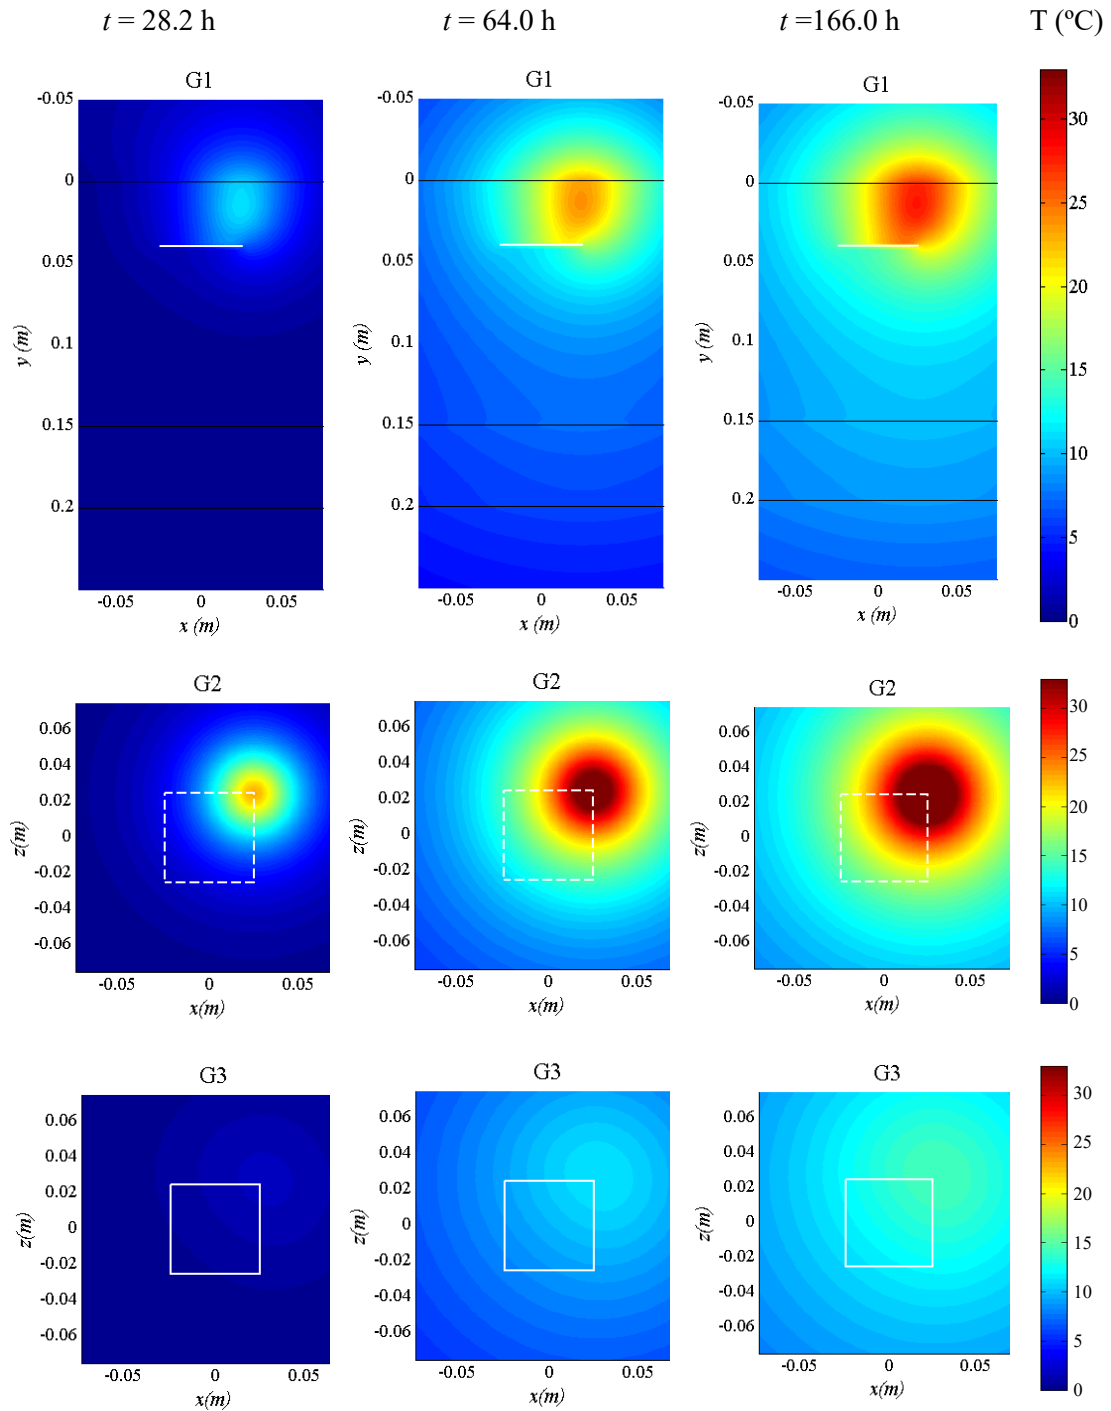 t = 28.2 h t = 64.0 h t =166.0 h T (ºC)
G1 G1 G1
-0.05 -0.05 -0.05 30
0 0 0 25
0.05 0.05 0.05 20
y (m) 0.1 y (m) 0.1 y (m) 0.1 15
0.15 0.15 0.15 10
0.2 0.2 0.2 5
-0.05 0 0.05 -0.05 0 0.05 -0.05 0 0.05 0
x (m) x (m) x (m)
G2 G2 G2
0.06 0.06 0.06 30
0.04 0.04 0.04 25
0.02 0.02 0.02 20
z(m) 0 z(m) 0 z(m) 0 15
-0.02 -0.02 -0.02 10
-0.04 -0.04 -0.04 5
-0.06 -0.06 -0.06 0
-0.05 0 0.05 -0.05 0 0.05 -0.05 0 0.05
x(m) x(m) x(m)
G3 G3 G3
0.06 0.06 0.06 30
0.04 0.04 0.04 25
0.02 0.02 0.02 20
z(m) 0 z(m) 0 z(m) 0 15
-0.02 -0.02 -0.02 10
-0.04 -0.04 -0.04 5
-0.06 -0.06 -0.06 0
-0.05 0 0.05 -0.05 0 0.05 -0.05 0 0.05
x(m) x(m) x(m)